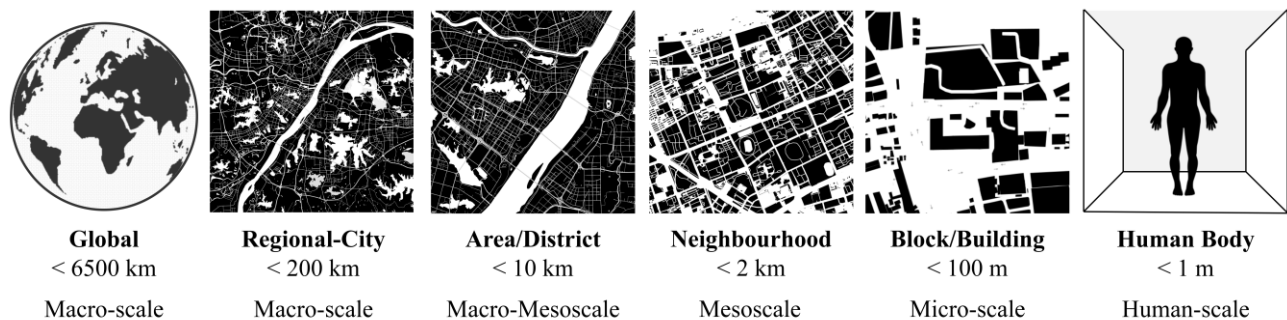 Global
< 6500 km
Macro-scale
Regional-City
< 200 km
Macro-scale
Area/District
< 10 km
Macro-Mesoscale
Neighbourhood
< 2 km
Mesoscale
Block/Building
< 100 m
Micro-scale
Human Body
< 1 m
Human-scale